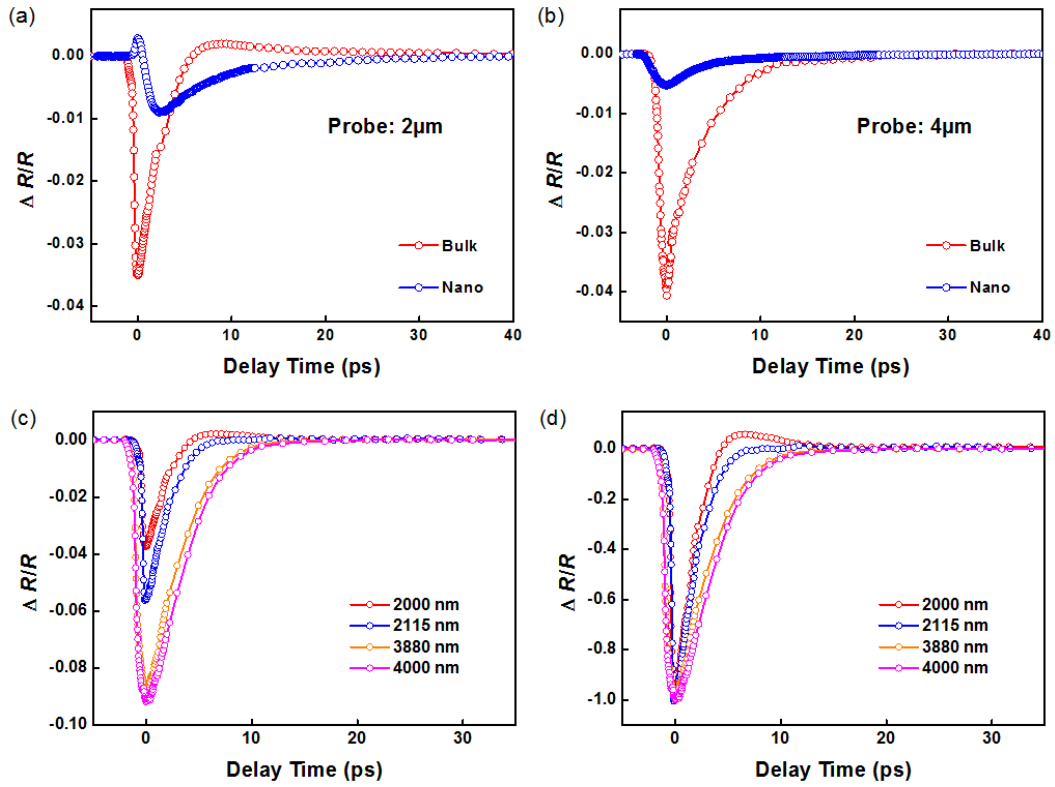 (a)
0.00
-0.01
-0.02
-0.03
-0.04
Δ R/R
Probe: 2µm
Bulk
Nano
0
10
20
30
40
Delay Time (ps)
(b)
0.00
-0.01
-0.02
-0.03
-0.04
Δ R/R
Probe: 4µm
Bulk
Nano
0
10
20
30
40
Delay Time (ps)
(c)
0.00
-0.02
-0.04
-0.06
-0.08
-0.10
Δ R/R
2000 nm
2115 nm
3880 nm
4000 nm
0
10
20
30
Delay Time (ps)
(d)
0.0
-0.2
-0.4
-0.6
-0.8
-1.0
Δ R/R
2000 nm
2115 nm
3880 nm
4000 nm
0
10
20
30
Delay Time (ps)